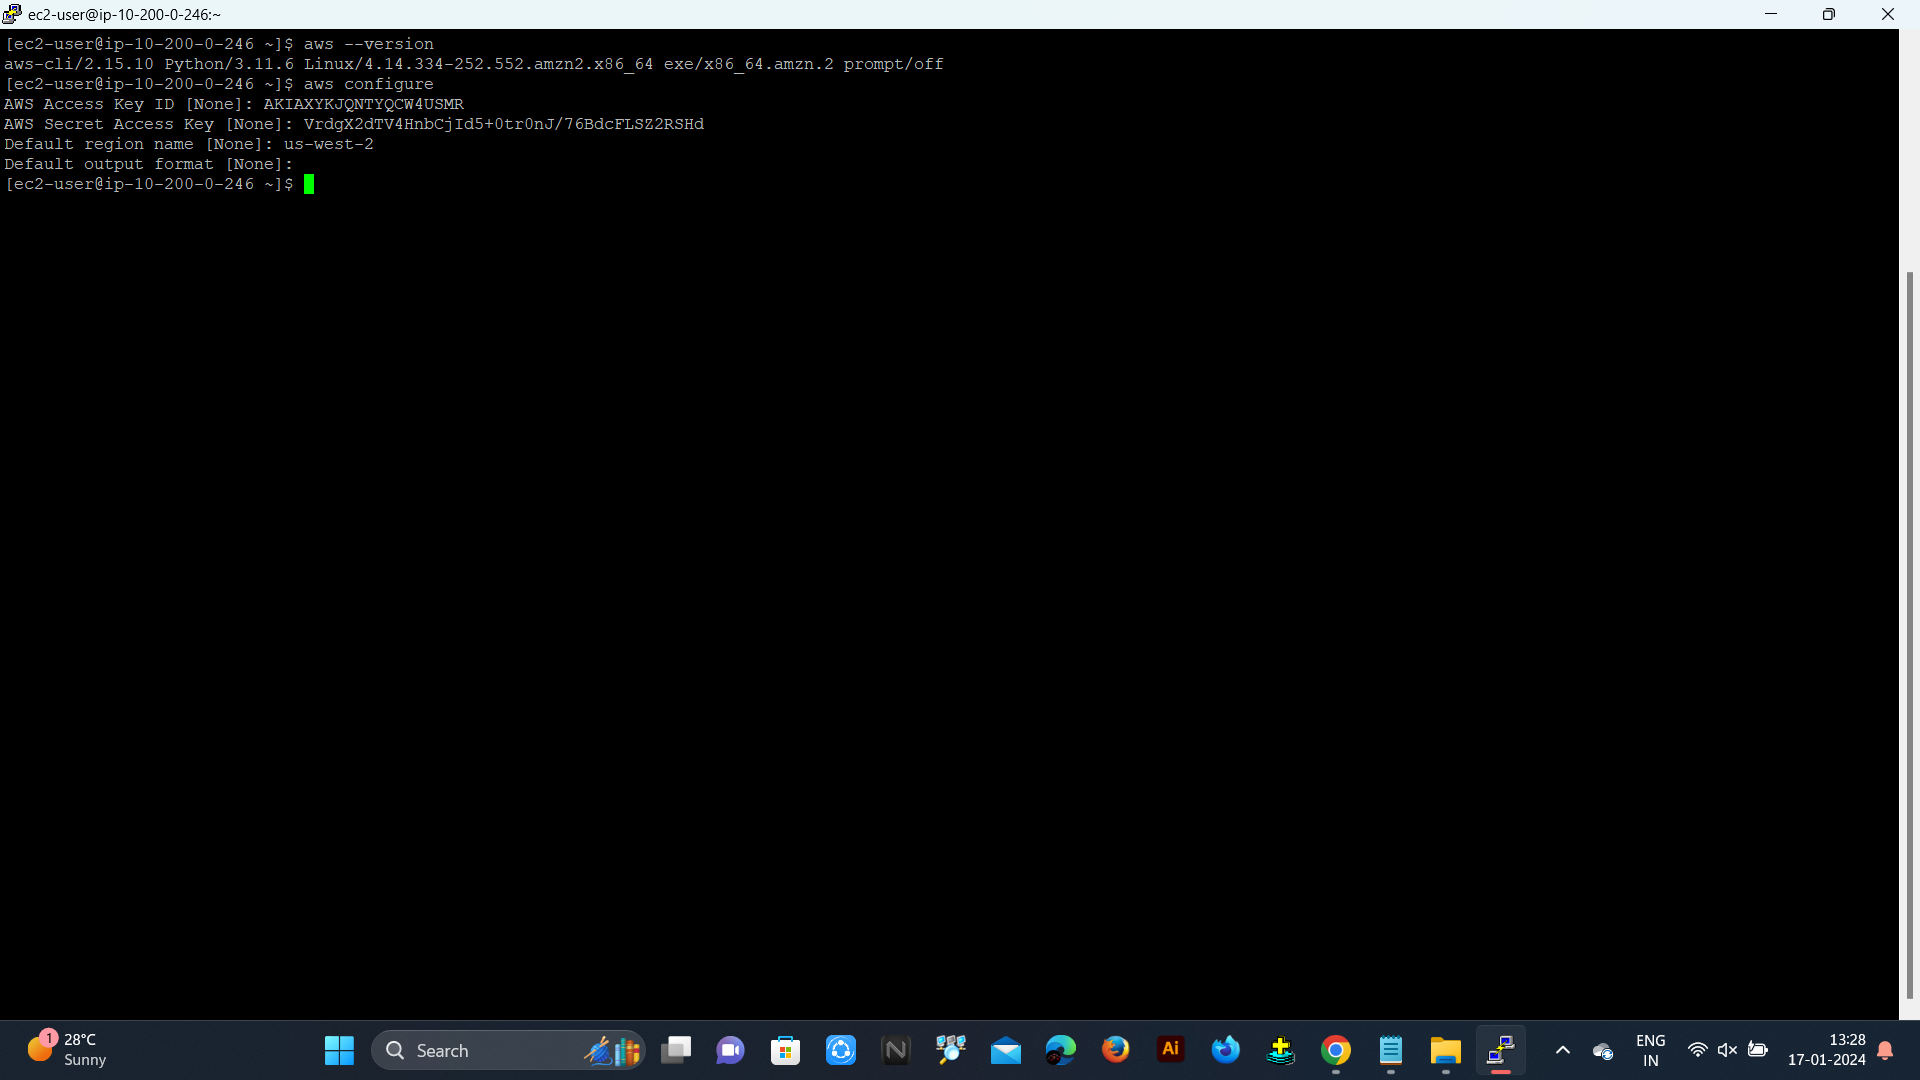 ec2-user@ip-10-200-0-246:~
[ec2-user@ip-10-200-0-246 ~]$ aws --version
aws-cli/2.15.10 Python/3.11.6 Linux/4.14.334-252.552.amzn2.x86_64 exe/x86_64.amzn.2 prompt/off
[ec2-user@ip-10-200-0-246 ~]$ aws configure
AWS Access Key ID [None]: AKIAXYKJQNTYQCW4USMR
AWS Secret Access Key [None]: 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
Default region name [None]: us-west-2
Default output format [None]:
[ec2-user@ip-10-200-0-246 ~]$
1
28°C
Sunny
Search
Ai
ENG
IN
13:28
17-01-2024